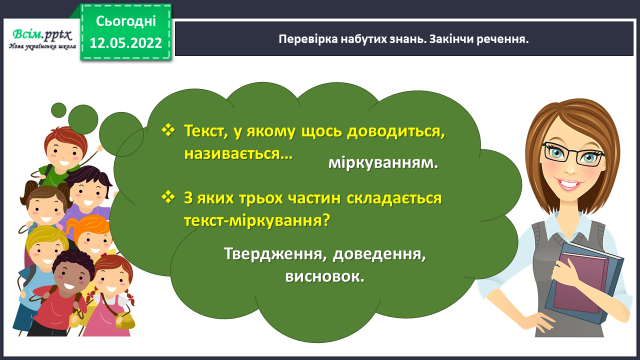 Всім.pptx
Нова українська школа
Сьогодні
12.05.2022
Перевірка набутих знань. Закінчи речення.
❖ Текст, у якому щось доводиться,
називається...
міркуванням.
❖ З яких трьох частин складається
текст-міркування?
Твердження, доведення,
висновок.